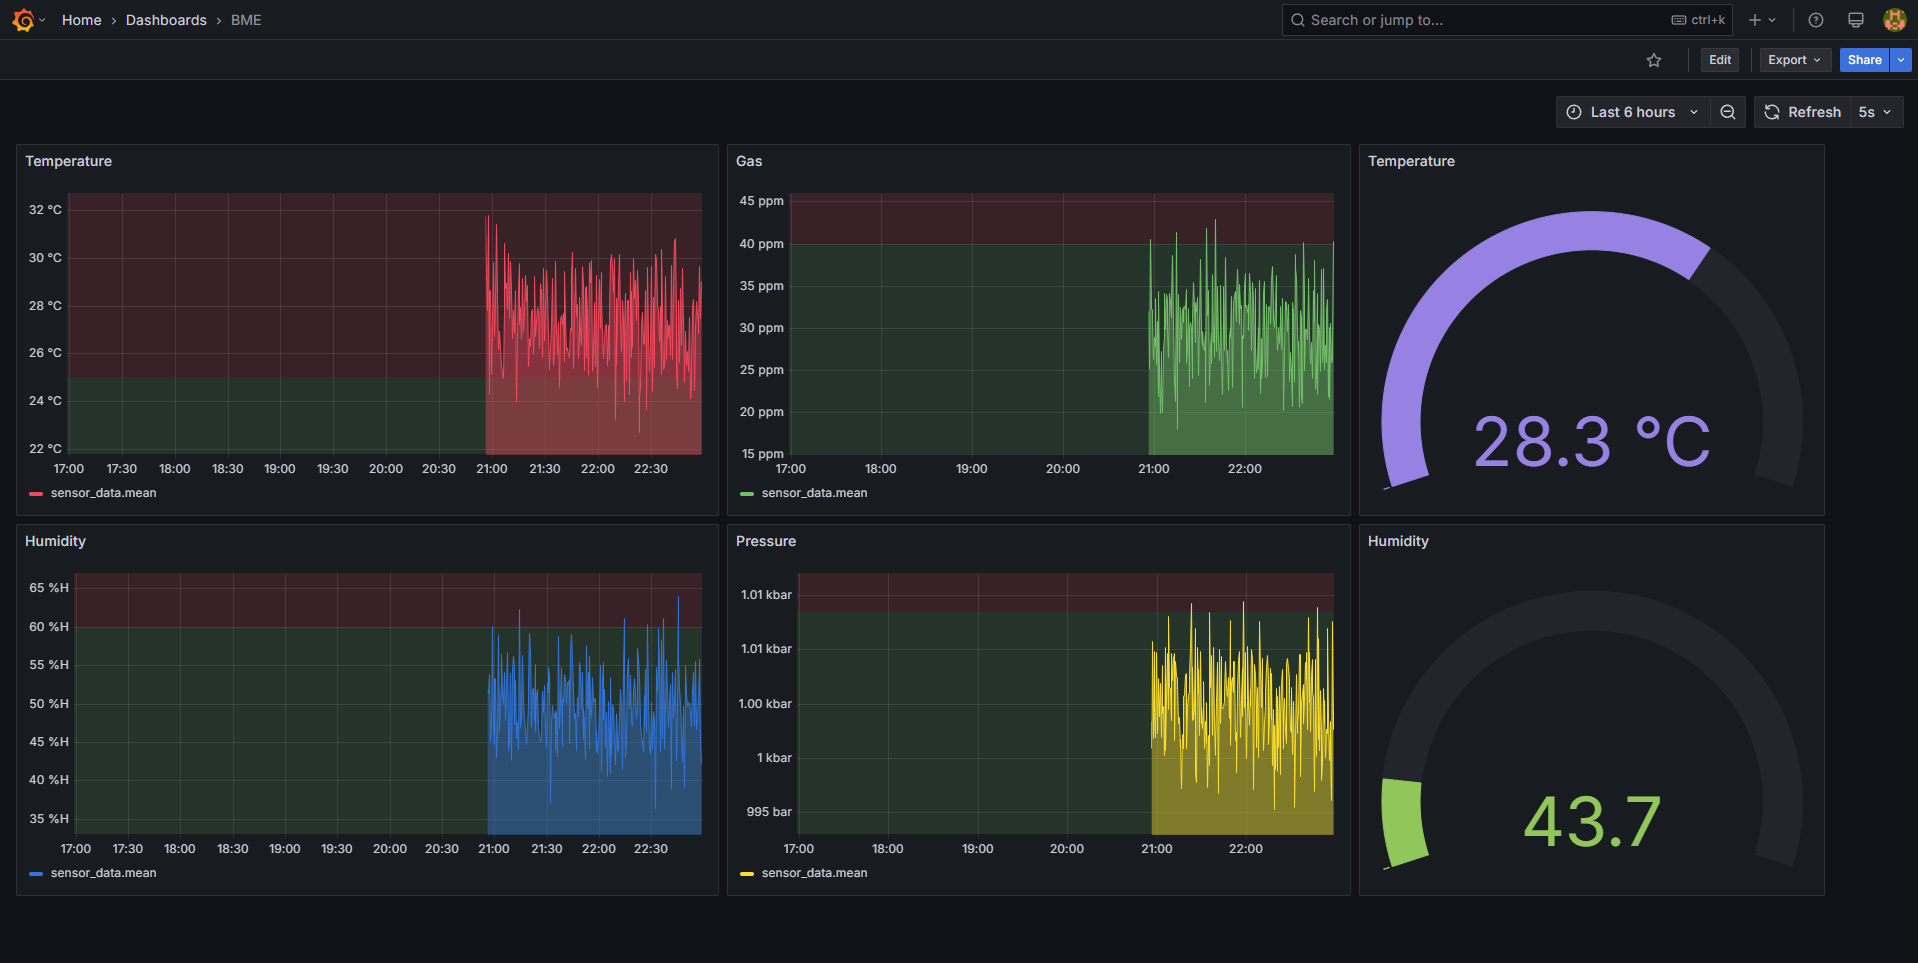 Home › Dashboards › BME
Search or jump to... ctrl+k
Edit Export Share
Last 6 hours Refresh 5s
Temperature
32 °C
30 °C
28 °C
26 °C
24 °C
22 °C
17:00 17:30 18:00 18:30 19:00 19:30 20:00 20:30 21:00 21:30 22:00 22:30
sensor_data.mean
Gas
45 ppm
40 ppm
35 ppm
30 ppm
25 ppm
20 ppm
15 ppm
17:00 18:00 19:00 20:00 21:00 22:00
sensor_data.mean
Temperature
28.3 °C
Humidity
65 %H
60 %H
55 %H
50 %H
45 %H
40 %H
35 %H
17:00 17:30 18:00 18:30 19:00 19:30 20:00 20:30 21:00 21:30 22:00 22:30
sensor_data.mean
Pressure
1.01 kbar
1.01 kbar
1.00 kbar
1 kbar
995 bar
17:00 18:00 19:00 20:00 21:00 22:00
sensor_data.mean
Humidity
43.7